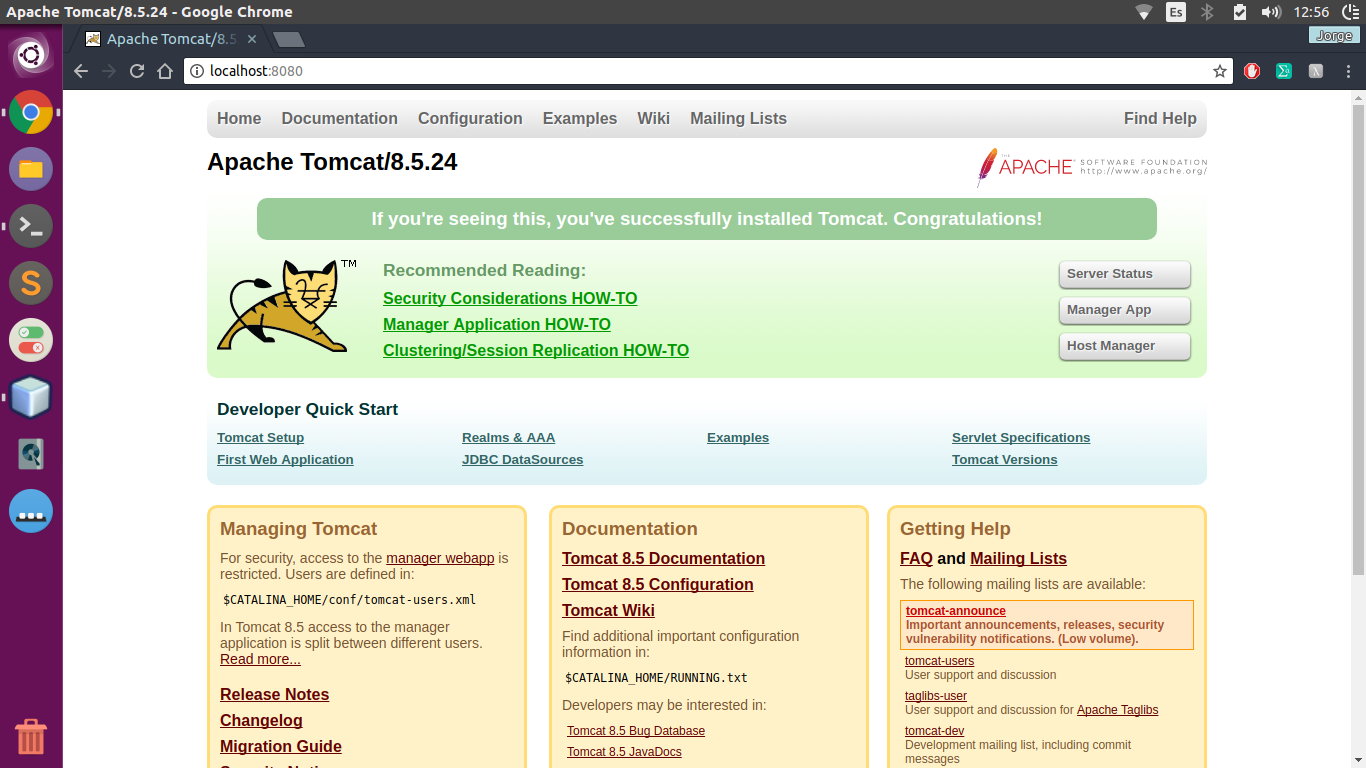 Apache Tomcat/8.5.24 - Google Chrome
Es
12:56
Apache Tomcat/8.5
Jorge
localhost:8080
Home Documentation Configuration Examples Wiki Mailing Lists Find Help
Apache Tomcat/8.5.24
THE
APACHE SOFTWARE FOUNDATION
http://www.apache.org/
If you're seeing this, you've successfully installed Tomcat. Congratulations!
TM
Recommended Reading:
Security Considerations HOW-TO
Manager Application HOW-TO
Clustering/Session Replication HOW-TO
Server Status
Manager App
Host Manager
Developer Quick Start
Tomcat Setup
First Web Application
Realms & AAA
JDBC DataSources
Examples
Servlet Specifications
Tomcat Versions
Managing Tomcat
For security, access to the manager webapp is
restricted. Users are defined in:
$CATALINA_HOME/conf/tomcat-users.xml
In Tomcat 8.5 access to the manager
application is split between different users.
Read more...
Release Notes
Changelog
Migration Guide
Documentation
Tomcat 8.5 Documentation
Tomcat 8.5 Configuration
Tomcat Wiki
Find additional important configuration
information in:
$CATALINA_HOME/RUNNING.txt
Developers may be interested in:
Tomcat 8.5 Bug Database
Tomcat 8.5 JavaDocs
Getting Help
FAQ and Mailing Lists
The following mailing lists are available:
tomcat-announce
Important announcements, releases, security
vulnerability notifications. (Low volume).
tomcat-users
User support and discussion
taglibs-user
User support and discussion for Apache Taglibs
tomcat-dev
Development mailing list, including commit
messages